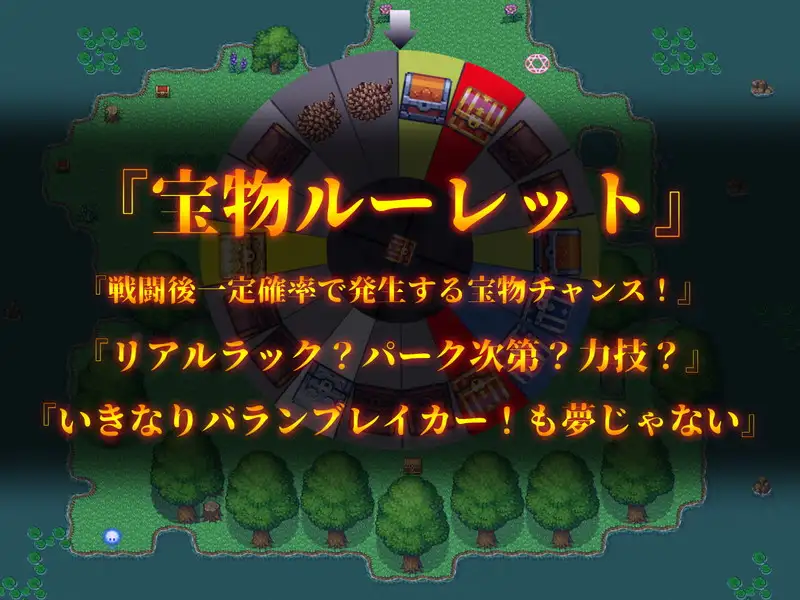 『宝物ルーレット』
『戦闘後一定確率で発生する宝物チャンス！』
『リアルラック？パーク次第？力技？』
『いきなりバランブレイカー！も夢じゃない』